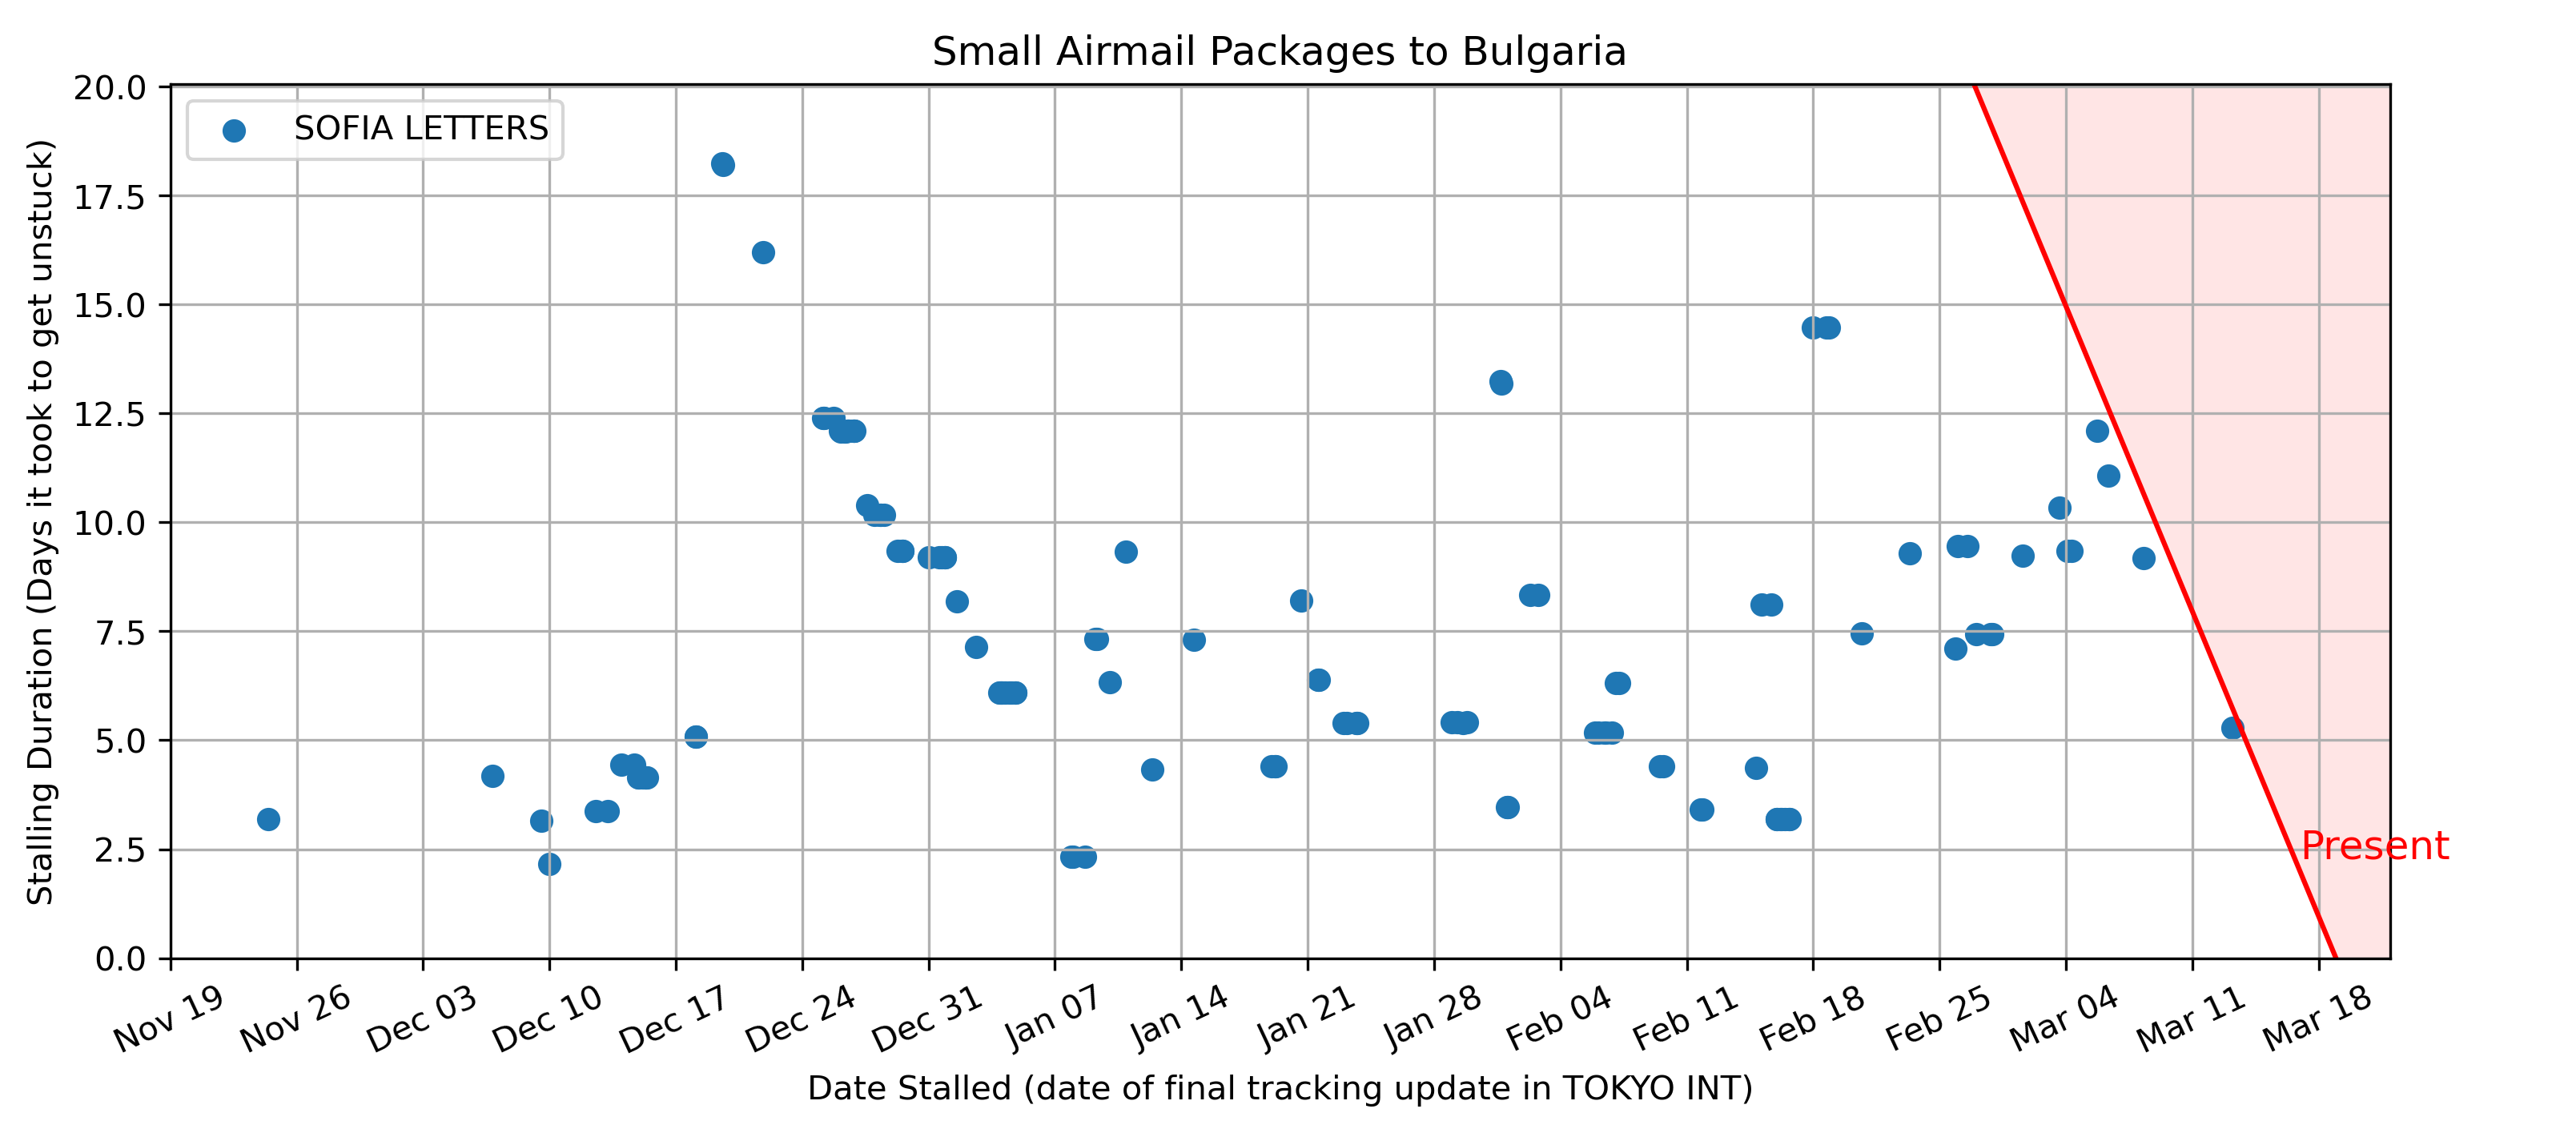 Small Airmail Packages to Bulgaria
SOFIA LETTERS
Stalling Duration (Days it took to get unstuck)
20.0
17.5
15.0
12.5
10.0
7.5
5.0
2.5
0.0
Present
Nov 19
Nov 26
Dec 03
Dec 10
Dec 17
Dec 24
Dec 31
Jan 07
Jan 14
Jan 21
Jan 28
Feb 04
Feb 11
Feb 18
Feb 25
Mar 04
Mar 11
Mar 18
Date Stalled (date of final tracking update in TOKYO INT)